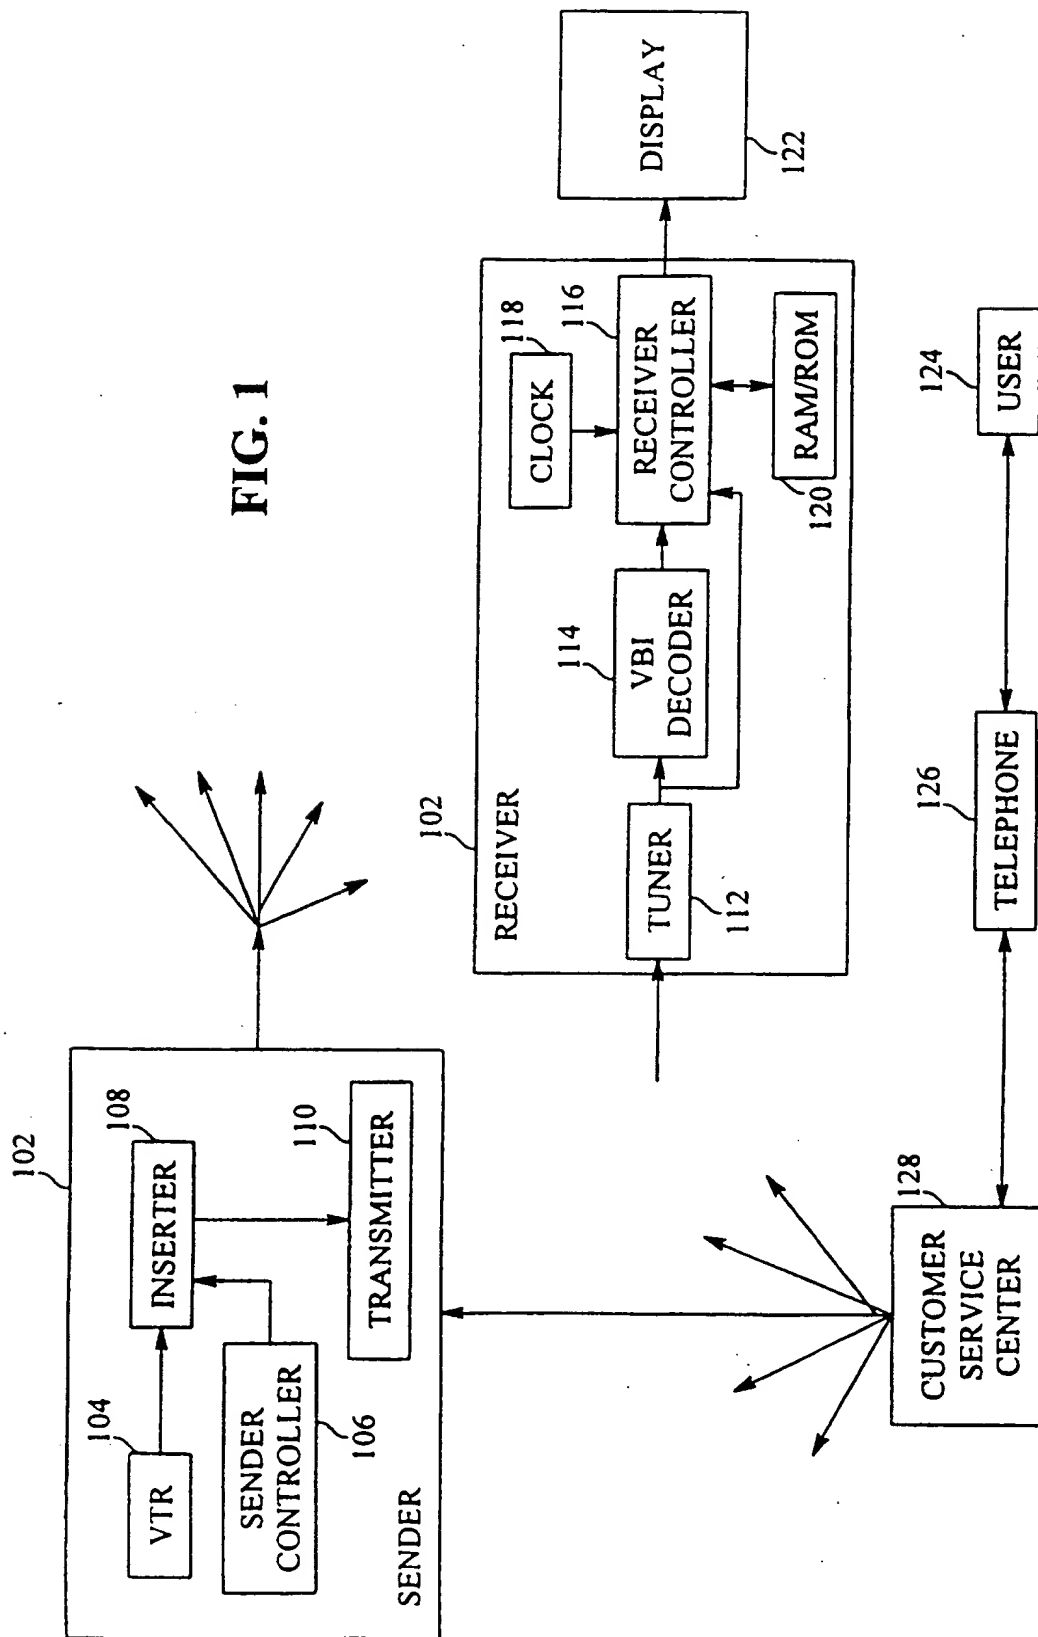 FIG. 1
102
104
VTR
108
INSERTER
SENDER
CONTROLLER
106
110
TRANSMITTER
SENDER
102
RECEIVER
TUNER
112
114
VBI
DECODER
118
CLOCK
116
RECEIVER
CONTROLLER
RAM/ROM
120
DISPLAY
122
128
CUSTOMER
SERVICE
CENTER
126
TELEPHONE
124
USER